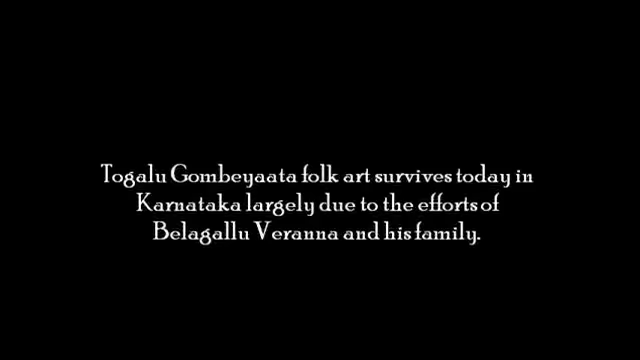 Togalu Gombeyaata folk art survives today in
Karnataka largely due to the efforts of
Belagallu Veranna and his family.